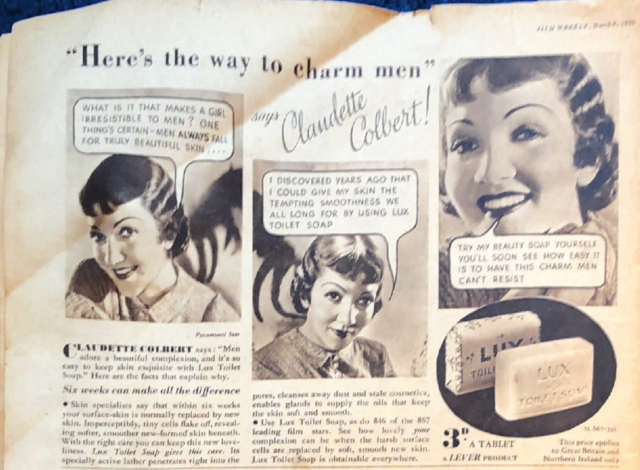 FILM WEEKLY, March
"Here's the way to charm men"
says Claudette
Colbert!
WHAT IS IT THAT MAKES A GIRL
IRRESISTIBLE TO MEN? ONE
THING'S CERTAIN-MEN ALWAYS FALL
FOR TRULY BEAUTIFUL SKIN....
I DISCOVERED YEARS AGO THAT
I COULD GIVE MY SKIN THE
TEMPTING SMOOTHNESS WE
ALL LONG FOR BY USING LUX
TOILET SOAP
TRY MY BEAUTY SOAP YOURSELF
YOU'LL SOON SEE HOW EASY IT
IS TO HAVE THIS CHARM MEN
CAN'T RESIST
Paramount Star
CLAUDETTE COLBERT says: "Men
adore a beautiful complexion, and it's so
easy to keep skin exquisite with Lux Toilet
Soap." Here are the facts that explain why.
Six weeks can make all the difference
● Skin specialists say that within six weeks
your surface-skin is normally replaced by new
skin. Imperceptibly, tiny cells flake off, reveal-
ing softer, smoother new-formed skin beneath.
With the right care you can keep this new love-
liness. Lux Toilet Soap gives this care. Its
specially active lather penetrates right into the
pores, cleanses away dust and stale cosmetics,
enables glands to supply the oils that keep
the skin soft and smooth.
● Use Lux Toilet Soap, as do 846 of the 857
leading film stars. See how lovely your
complexion can be when the harsh surface
cells are replaced by soft, smooth new skin.
Lux Toilet Soap is obtainable everywhere.
LUX
TOILET
LUX
TOILET SOAP
3D A TABLET
A LEVER PRODUCT
This price applies
to Great Britain and
Northern Ireland only